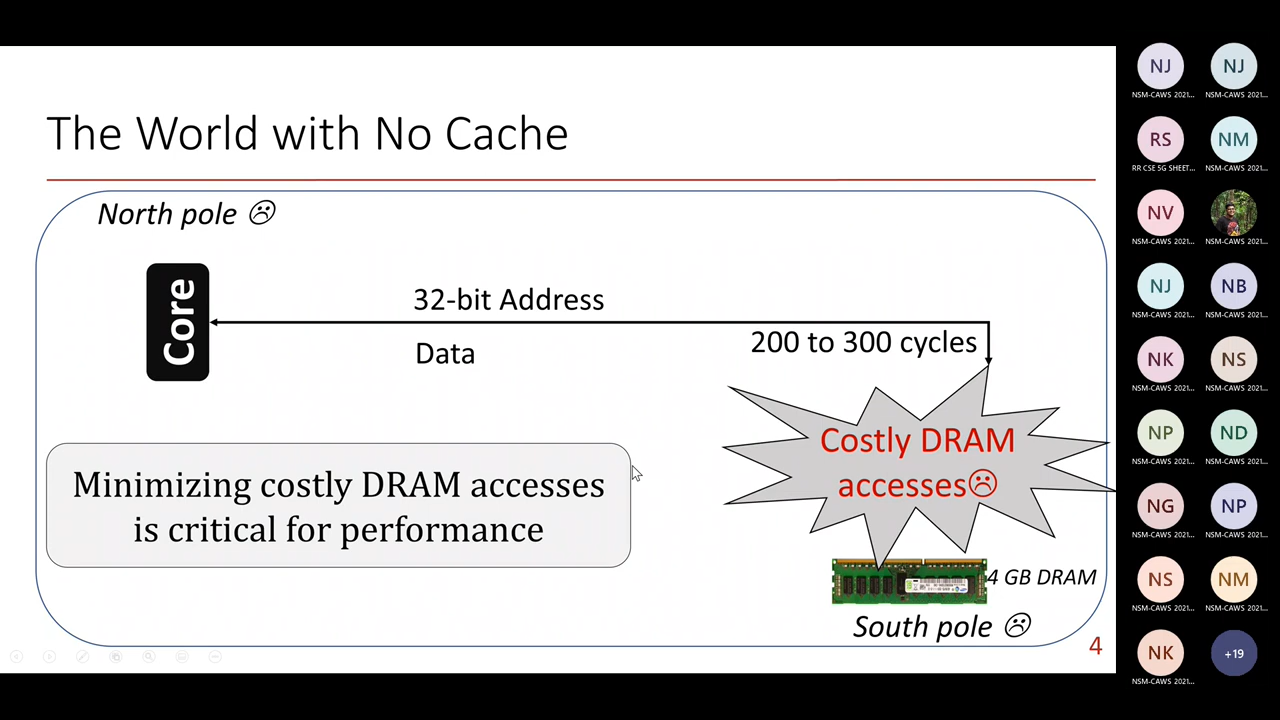 The World with No Cache
North pole ☹
Core
32-bit Address
Data
200 to 300 cycles
Costly DRAM
accesses☹
Minimizing costly DRAM accesses
is critical for performance
4 GB DRAM
South pole ☹
4
NJ
NSM-CAWS 2021...
NJ
NSM-CAWS 2021...
RS
RR CSE 5G SHEET...
NM
NSM-CAWS 2021...
NV
NSM-CAWS 2021...
NSM-CAWS 2021...
NJ
NSM-CAWS 2021...
NB
NSM-CAWS 2021...
NK
NSM-CAWS 2021...
NS
NSM-CAWS 2021...
NP
NSM-CAWS 2021...
ND
NSM-CAWS 2021...
NG
NSM-CAWS 2021...
NP
NSM-CAWS 2021...
NS
NSM-CAWS 2021...
NM
NSM-CAWS 2021...
NK
NSM-CAWS 2021...
+19